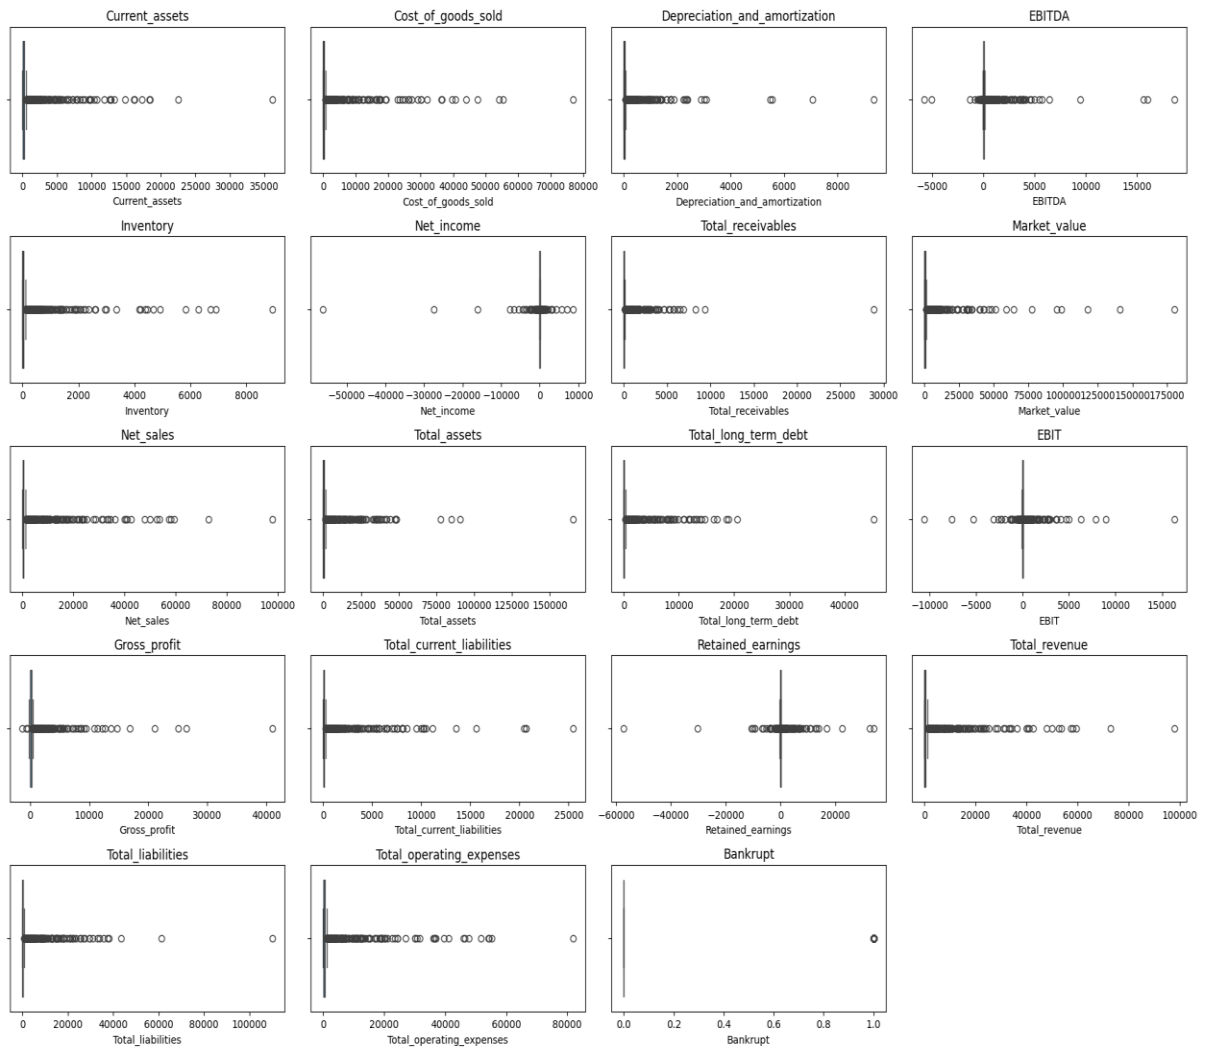 Current_assets Cost_of_goods_sold Depreciation_and_amortization EBITDA
0 5000 10000 15000 20000 25000 30000 35000 0 10000 20000 30000 40000 50000 60000 70000 80000 0 2000 4000 6000 8000 −5000 0 5000 10000 15000
Current_assets Cost_of_goods_sold Depreciation_and_amortization EBITDA
Inventory Net_income Total_receivables Market_value
0 2000 4000 6000 8000 −50000 −40000 −30000 −20000 −10000 0 10000 0 5000 10000 15000 20000 25000 30000 0 25000 50000 75000 100000125000150000175000
Inventory Net_income Total_receivables Market_value
Net_sales Total_assets Total_long_term_debt EBIT
0 20000 40000 60000 80000 100000 0 25000 50000 75000 100000 125000 150000 0 10000 20000 30000 40000 −10000 −5000 0 5000 10000 15000
Net_sales Total_assets Total_long_term_debt EBIT
Gross_profit Total_current_liabilities Retained_earnings Total_revenue
0 10000 20000 30000 40000 0 5000 10000 15000 20000 25000 −60000 −40000 −20000 0 20000 0 20000 40000 60000 80000 100000
Gross_profit Total_current_liabilities Retained_earnings Total_revenue
Total_liabilities Total_operating_expenses Bankrupt
0 20000 40000 60000 80000 100000 0 20000 40000 60000 80000 0.0 0.2 0.4 0.6 0.8 1.0
Total_liabilities Total_operating_expenses Bankrupt